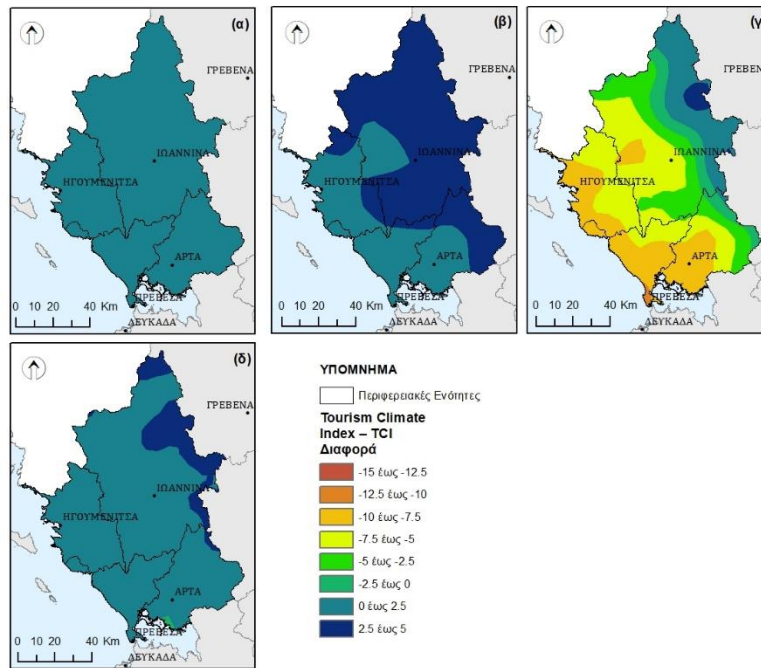 (α)
ΓΡΕΒΕΝΑ
ΙΩΑΝΝΙΝΑ
ΗΓΟΥΜΕΝΙΤΣΑ
ΑΡΤΑ
ΠΡΕΒΕΖΑ
ΛΕΥΚΑΔΑ
0 10 20 40 Km
(β)
ΓΡΕΒΕΝΑ
ΙΩΑΝΝΙΝΑ
ΗΓΟΥΜΕΝΙΤΣΑ
ΑΡΤΑ
ΠΡΕΒΕΖΑ
ΛΕΥΚΑΔΑ
0 10 20 40 Km
(γ)
ΓΡΕΒΕΝΑ
ΙΩΑΝΝΙΝΑ
ΗΓΟΥΜΕΝΙΤΣΑ
ΑΡΤΑ
ΠΡΕΒΕΖΑ
ΛΕΥΚΑΔΑ
0 10 20 40 Km
(δ)
ΓΡΕΒΕΝΑ
ΙΩΑΝΝΙΝΑ
ΗΓΟΥΜΕΝΙΤΣΑ
ΑΡΤΑ
ΠΡΕΒΕΖΑ
ΛΕΥΚΑΔΑ
0 10 20 40 Km
ΥΠΟΜΝΗΜΑ
Περιφερειακές Ενότητες
Tourism Climate
Index – TCI
Διαφορά
-15 έως -12.5
-12.5 έως -10
-10 έως -7.5
-7.5 έως -5
-5 έως -2.5
-2.5 έως 0
0 έως 2.5
2.5 έως 5